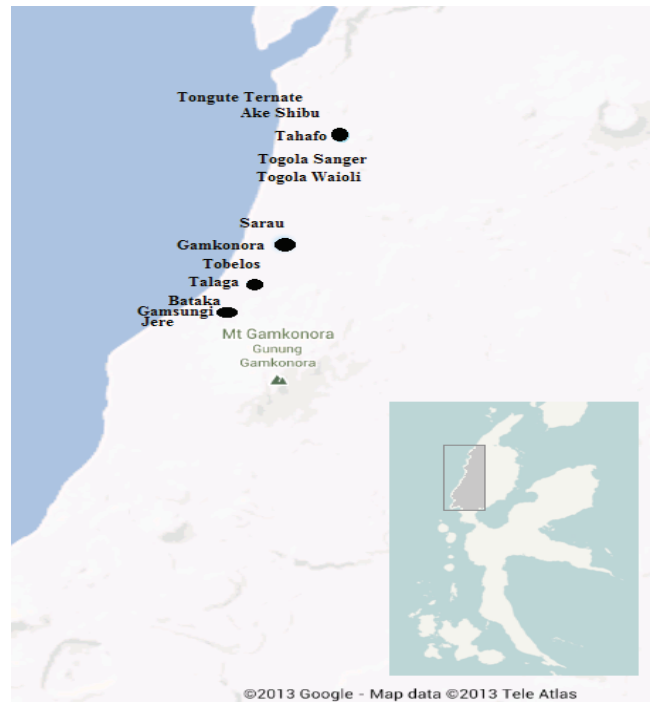 Tongute Ternate
Ake Shibu
Tahafo
Togola Sanger
Togola Waioli
Sarau
Gamkonora
Tobelos
Talaga
Bataka
Gamsungi
Jere
Mt Gamkonora
Gunung
Gamkonora
©2013 Google - Map data ©2013 Tele Atlas